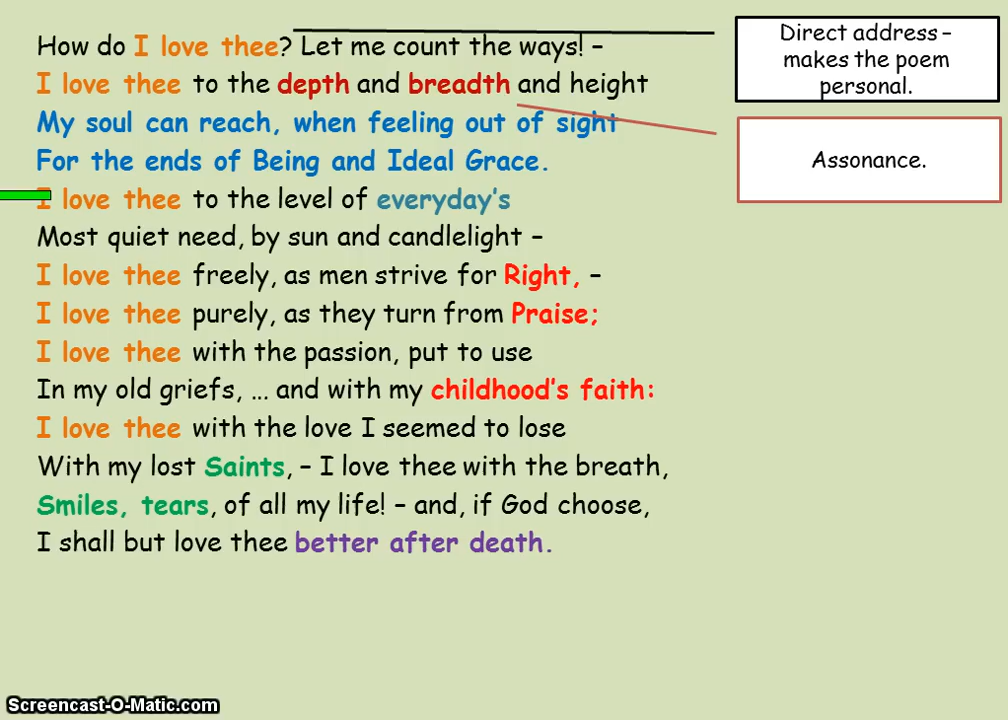 How do I love thee? Let me count the ways! –
I love thee to the depth and breadth and height
My soul can reach, when feeling out of sight
For the ends of Being and Ideal Grace.
I love thee to the level of everyday's
Most quiet need, by sun and candlelight –
I love thee freely, as men strive for Right, –
I love thee purely, as they turn from Praise;
I love thee with the passion, put to use
In my old griefs, ... and with my childhood's faith:
I love thee with the love I seemed to lose
With my lost Saints, – I love thee with the breath,
Smiles, tears, of all my life! – and, if God choose,
I shall but love thee better after death.
Direct address –
makes the poem
personal.
Assonance.
Screencast-O-Matic.com